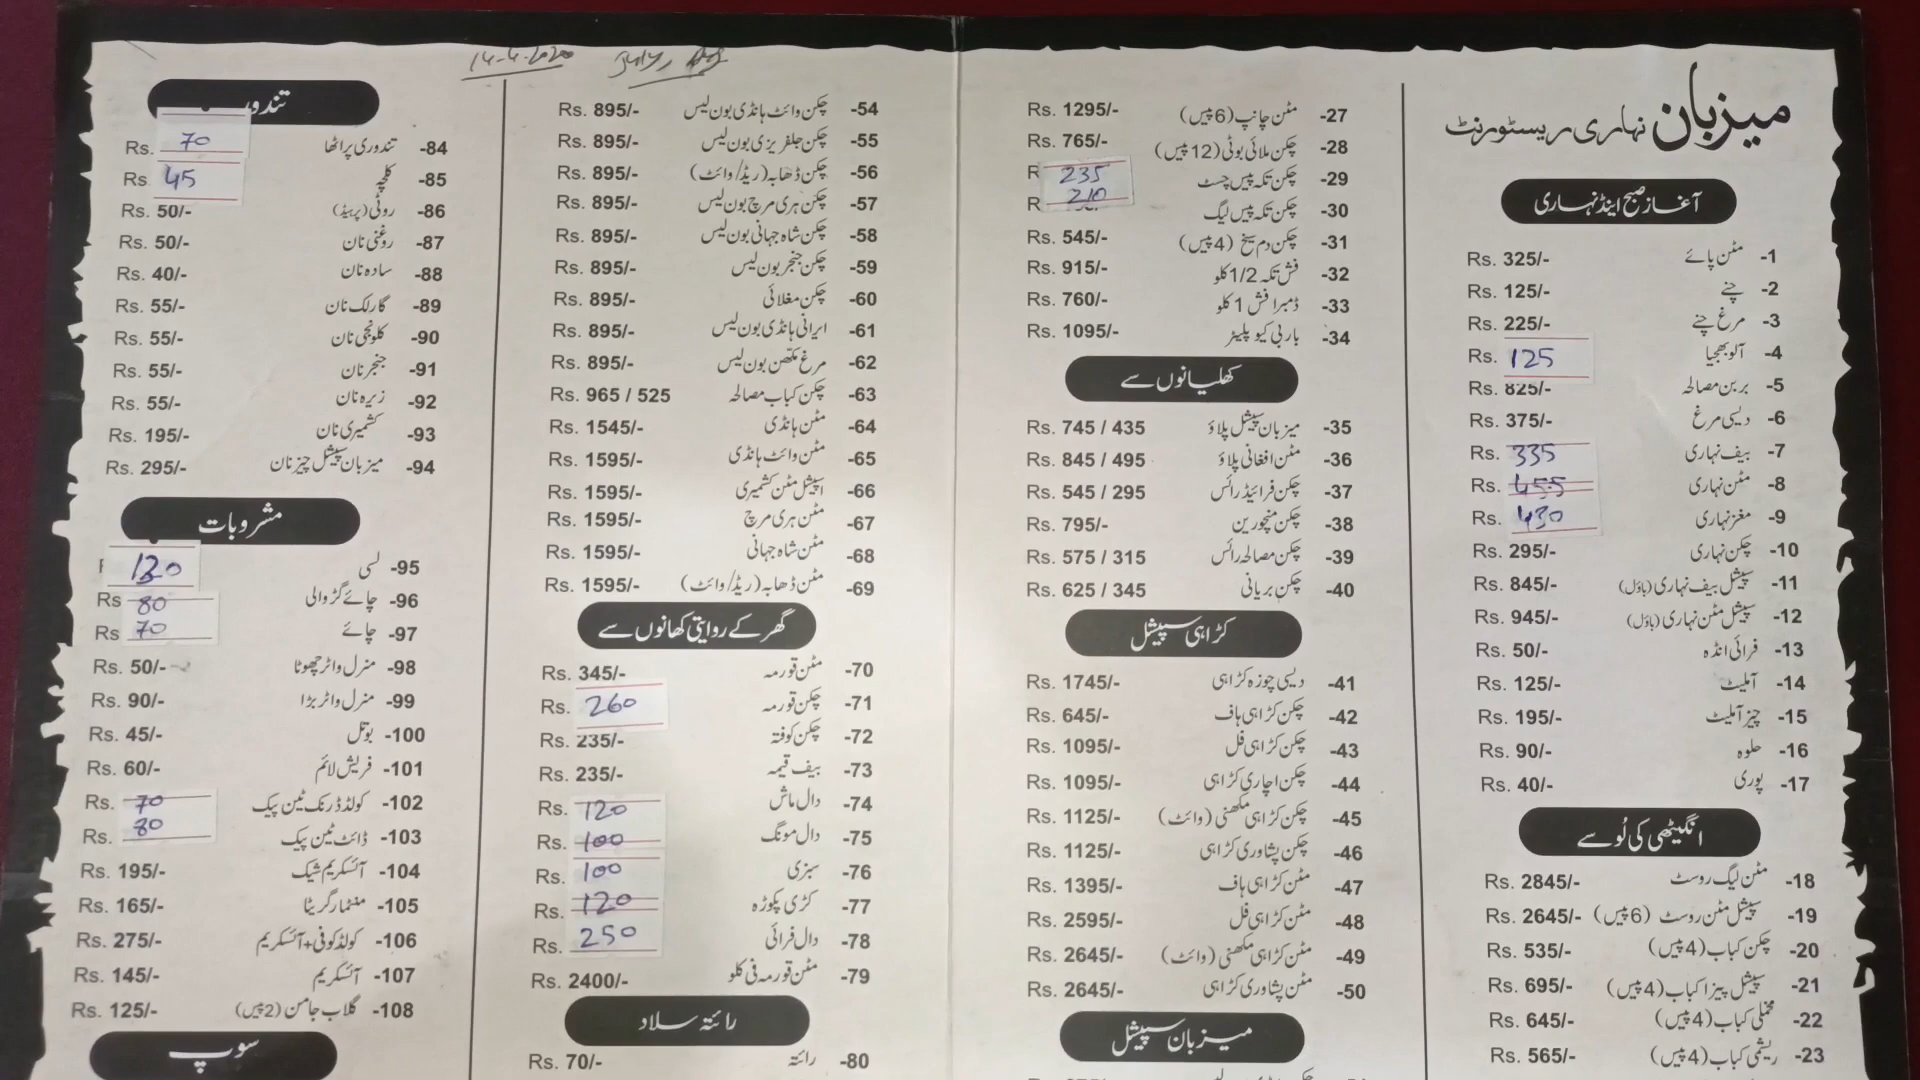 14-4-2020 July,
میزبان نہاری ریسٹورنٹ
آغاز صبح اینڈ نہاری
1- مٹن پائے Rs. 325/-
2- چنے Rs. 125/-
3- مرغ چنے Rs. 225/-
4- آلو بھجیا Rs. 125
5- بربن مصالحہ Rs. 825/-
6- دیسی مرغ Rs. 375/-
7- بیف نہاری Rs. 335
8- مٹن نہاری Rs. 455
9- مغز نہاری Rs. 430
10- چکن نہاری Rs. 295/-
11- سپیشل بیف نہاری (باؤل) Rs. 845/-
12- سپیشل مٹن نہاری (باؤل) Rs. 945/-
13- فرائی انڈہ Rs. 50/-
14- آملیٹ Rs. 125/-
15- چیز آملیٹ Rs. 195/-
16- حلوہ Rs. 90/-
17- پوری Rs. 40/-
انگیٹھی کی لُو سے
18- مٹن لیگ روسٹ Rs. 2845/-
19- سپیشل مٹن روسٹ (6 پیس) Rs. 2645/-
20- چکن کباب (4 پیس) Rs. 535/-
21- سپیشل پیزا کباب (4 پیس) Rs. 695/-
22- مخملی کباب (4 پیس) Rs. 645/-
23- ریشمی کباب (4 پیس) Rs. 565/-
27- مٹن چانپ (6 پیس) Rs. 1295/-
28- چکن ملائی بوٹی (12 پیس) Rs. 765/-
29- چکن تکہ پیس چسٹ R 235
30- چکن تکہ پیس لیگ R 210
31- چکن دم سیخ (4 پیس) Rs. 545/-
32- فش تکہ 1/2 کلو Rs. 915/-
33- ڈمبرا فش 1 کلو Rs. 760/-
34- باربی کیو پلیٹر Rs. 1095/-
کھلیانوں سے
35- میزبان سپیشل پلاؤ Rs. 745 / 435
36- مٹن افغانی پلاؤ Rs. 845 / 495
37- چکن فرائیڈ رائس Rs. 545 / 295
38- چکن منچورین Rs. 795/-
39- چکن مصالحہ رائس Rs. 575 / 315
40- چکن بریانی Rs. 625 / 345
کڑاہی سپیشل
41- دیسی چوزہ کڑاہی Rs. 1745/-
42- چکن کڑاہی ہاف Rs. 645/-
43- چکن کڑاہی فل Rs. 1095/-
44- چکن اچاری کڑاہی Rs. 1095/-
45- چکن کڑاہی مکھنی (وائٹ) Rs. 1125/-
46- چکن پشاوری کڑاہی Rs. 1125/-
47- مٹن کڑاہی ہاف Rs. 1395/-
48- مٹن کڑاہی فل Rs. 2595/-
49- مٹن کڑاہی مکھنی (وائٹ) Rs. 2645/-
50- مٹن پشاوری کڑاہی Rs. 2645/-
میزبان سپیشل
54- چکن وائٹ ہانڈی بون لیس Rs. 895/-
55- چکن جلفریزی بون لیس Rs. 895/-
56- چکن ڈھابہ (ریڈ/وائٹ) Rs. 895/-
57- چکن ہری مرچ بون لیس Rs. 895/-
58- چکن شاہ جہانی بون لیس Rs. 895/-
59- چکن جنجر بون لیس Rs. 895/-
60- چکن مغلائی Rs. 895/-
61- ایرانی ہانڈی بون لیس Rs. 895/-
62- مرغ مکھن بون لیس Rs. 895/-
63- چکن کباب مصالحہ Rs. 965 / 525
64- مٹن ہانڈی Rs. 1545/-
65- مٹن وائٹ ہانڈی Rs. 1595/-
66- اسپیشل مٹن کشمیری Rs. 1595/-
67- مٹن ہری مرچ Rs. 1595/-
68- مٹن شاہ جہانی Rs. 1595/-
69- مٹن ڈھابہ (ریڈ/وائٹ) Rs. 1595/-
گھر کے روایتی کھانوں سے
70- مٹن قورمہ Rs. 345/-
71- چکن قورمہ Rs. 260
72- چکن کوفتہ Rs. 235/-
73- بیف قیمہ Rs. 235/-
74- دال ماش Rs. 120
75- دال مونگ Rs. 100
76- سبزی Rs. 100
77- کڑی پکوڑہ Rs. 120
78- دال فرائی Rs. 250
79- مٹن قورمہ فی کلو Rs. 2400/-
رائتہ سلاد
80- رائتہ Rs. 70/-
تندور
84- تندوری پراٹھا Rs. 70
85- کلچہ Rs 45
86- روٹی (پریڈ) Rs. 50/-
87- روغنی نان Rs. 50/-
88- سادہ نان Rs. 40/-
89- گارلک نان Rs. 55/-
90- کلونجی نان Rs. 55/-
91- جنجر نان Rs. 55/-
92- زیرہ نان Rs. 55/-
93- کشمیری نان Rs. 195/-
94- میزبان سپیشل چیز نان Rs. 295/-
مشروبات
95- لسی 130
96- چائے گڑ والی Rs 80
97- چائے Rs 70
98- منرل واٹر چھوٹا Rs. 50/-
99- منرل واٹر بڑا Rs. 90/-
100- بوتل Rs. 45/-
101- فریش لائم Rs. 60/-
102- کولڈ ڈرنک ٹین پیک Rs. 70
103- ڈائٹ ٹین پیک Rs. 80
104- آئسکریم شیک Rs. 195/-
105- منٹ مارگریٹا Rs. 165/-
106- کولڈ کوفی+آئسکریم Rs. 275/-
107- آئسکریم Rs. 145/-
108- گلاب جامن (2 پیس) Rs. 125/-
سوپ